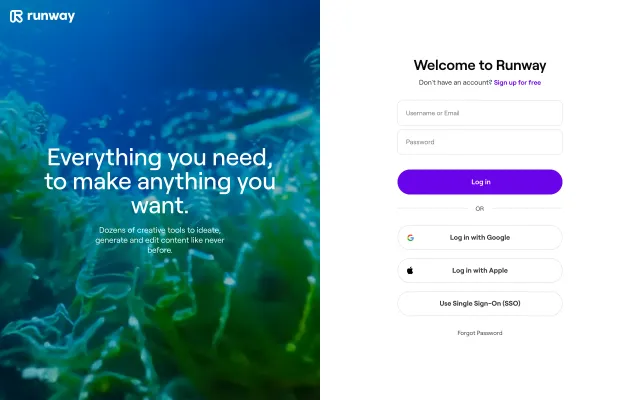 runway
Everything you need,
to make anything you
want.
Dozens of creative tools to ideate,
generate and edit content like never
before.
Welcome to Runway
Don't have an account? Sign up for free
Username or Email
Password
Log in
OR
Log in with Google
Log in with Apple
Use Single Sign-On (SSO)
Forgot Password